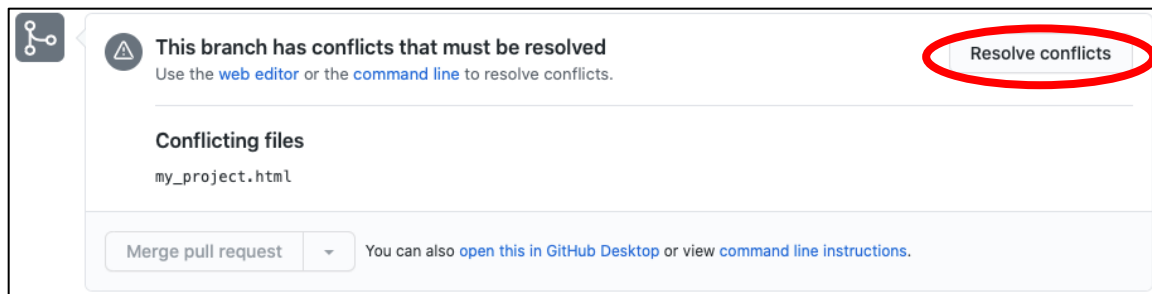 This branch has conflicts that must be resolved
Resolve conflicts
Use the web editor or the command line to resolve conflicts.
Conflicting files
my_project.html
Merge pull request
You can also open this in GitHub Desktop or view command line instructions.